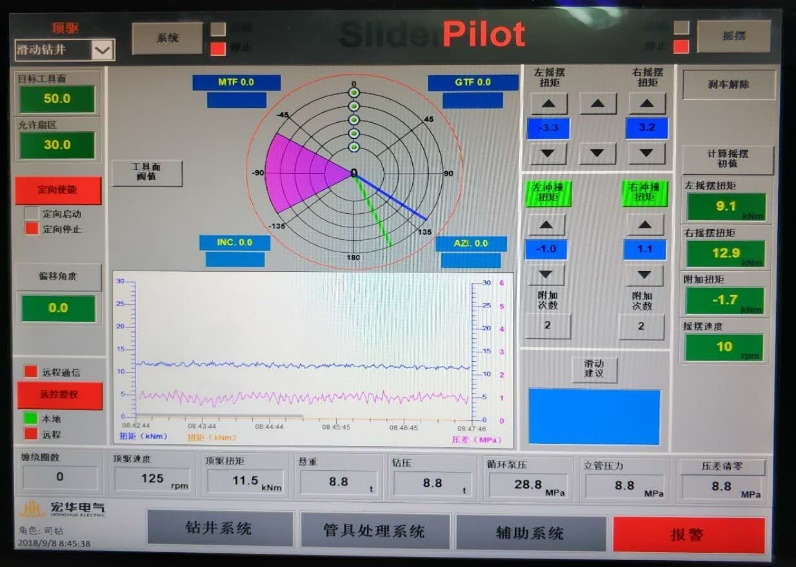 顶驱
滑动钻井
系统
停止
SliderPilot
停止
摇摆
目标工具面
50.0
允许扇区
30.0
定向使能
定向启动
定向停止
偏移角度
0.0
远程通信
远控授权
本地
远程
MTF 0.0
GTF 0.0
工具面
阈值
0
45
90
135
180
-135
-90
-45
0
INC. 0.0
AZI. 0.0
左摇摆
扭矩
右摇摆
扭矩
-3.3
3.2
左冲撞
扭矩
右冲撞
扭矩
-1.0
1.1
附加
次数
附加
次数
2
2
滑动
建议
刹车解除
计算摇摆
初值
左摇摆扭矩
9.1
kNm
右摇摆扭矩
12.9
kNm
附加扭矩
-1.7
kNm
摇摆速度
10
rpm
30
25
20
15
10
5
0
30
25
20
15
10
5
0
6
5
4
3
2
1
0
08:42:44
08:43:44
08:44:44
08:45:45
08:46:45
08:47:46
扭矩（kNm）
扭矩（kNm）
压差（MPa）
缠绕圈数
0
顶驱速度
125 rpm
顶驱扭矩
11.5 kNm
悬重
8.8 t
钻压
8.8 t
循环泵压
28.8 MPa
立管压力
8.8 MPa
压差清零
8.8 MPa
宏华电气
HONGHUA ELECTRIC
角色: 司钻
2018/9/8 8:45:38
钻井系统
管具处理系统
辅助系统
报警